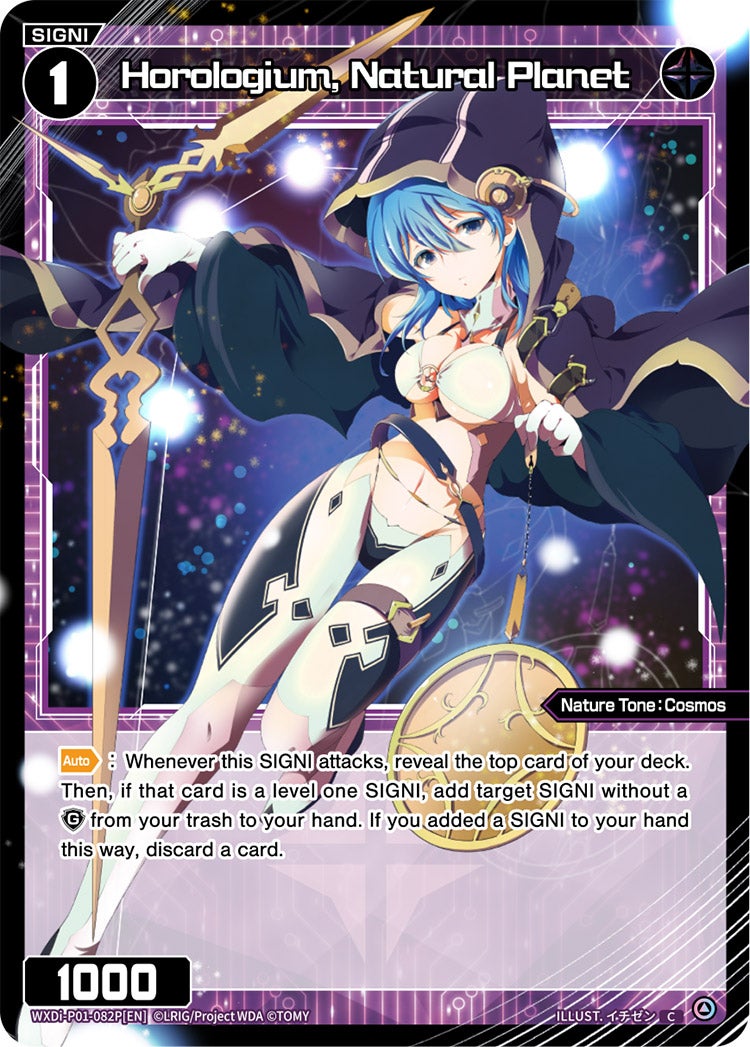 SIGNI
1
Horologium, Natural Planet
Nature Tone:Cosmos
Auto : Whenever this SIGNI attacks, reveal the top card of your deck.
Then, if that card is a level one SIGNI, add target SIGNI without a
G from your trash to your hand. If you added a SIGNI to your hand
this way, discard a card.
1000
WXDi-P01-082P[EN] ©LRIG/Project WDA ©TOMY
ILLUST. イチゼン C